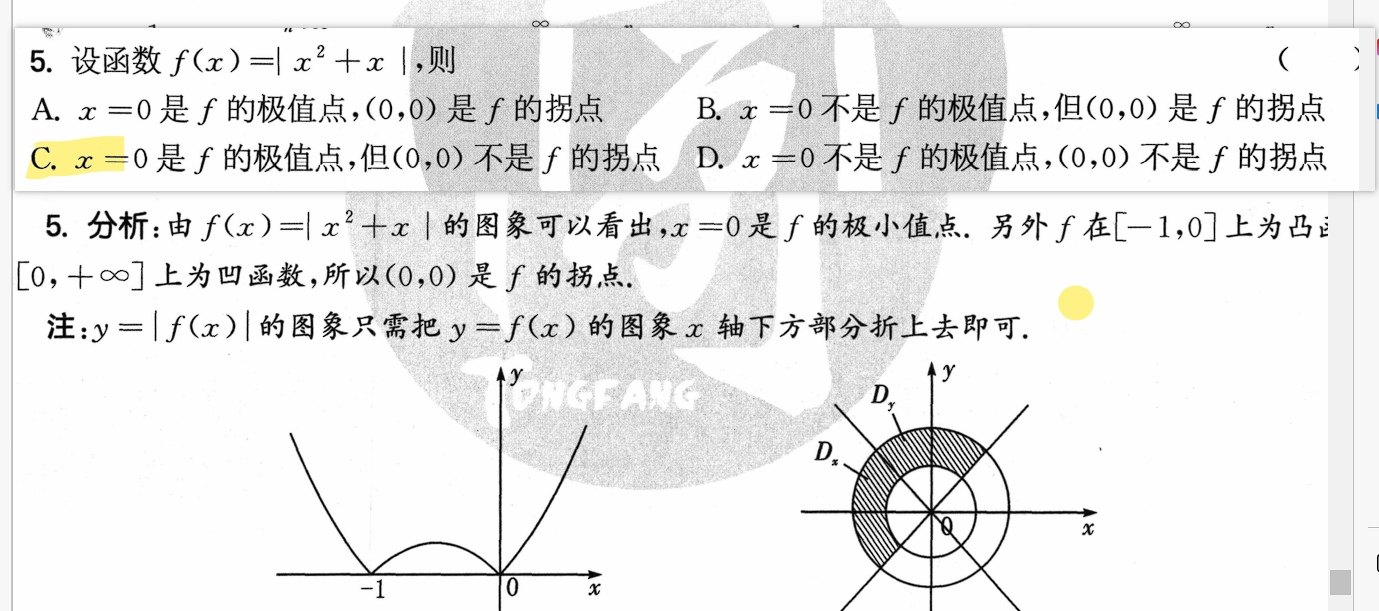 5. 设函数 f(x)=| x²+x |,则 ( )
A. x=0 是 f 的极值点,(0,0) 是 f 的拐点 B. x=0 不是 f 的极值点,但(0,0) 是 f 的拐点
C. x=0 是 f 的极值点,但(0,0) 不是 f 的拐点 D. x=0 不是 f 的极值点,(0,0) 不是 f 的拐点
5. 分析:由 f(x)=| x²+x | 的图象可以看出,x=0 是 f 的极小值点. 另外 f 在[-1,0]上为凸
[0,+∞]上为凹函数,所以(0,0) 是 f 的拐点.
注:y=|f(x)|的图象只需把 y=f(x) 的图象 x 轴下方部分折上去即可.
TONGFANG
y
-1 0 x
y
D_y
D_x
0
x